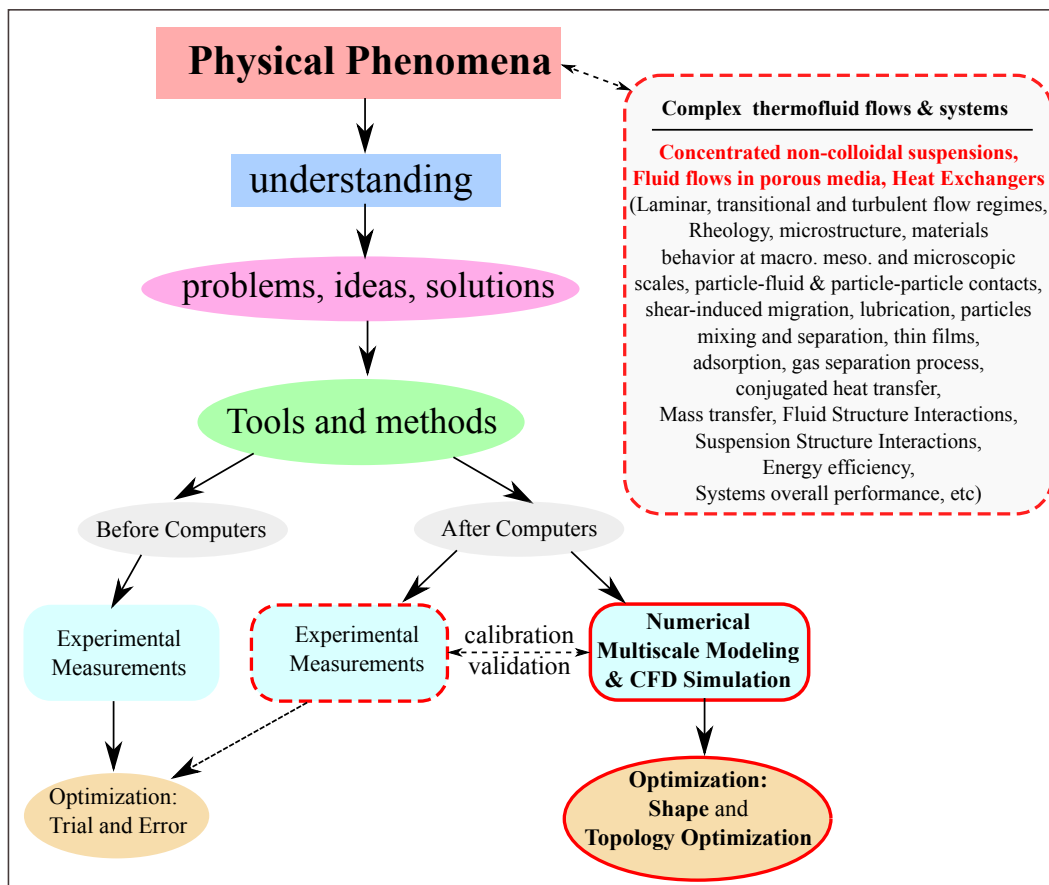 Physical Phenomena
Complex thermofluid flows & systems
Concentrated non-colloidal suspensions,
Fluid flows in porous media, Heat Exchangers
(Laminar, transitional and turbulent flow regimes,
Rheology, microstructure, materials
behavior at macro. meso. and microscopic
scales, particle-fluid & particle-particle contacts,
shear-induced migration, lubrication, particles
mixing and separation, thin films,
adsorption, gas separation process,
conjugated heat transfer,
Mass transfer, Fluid Structure Interactions,
Suspension Structure Interactions,
Energy efficiency,
Systems overall performance, etc)
understanding
problems, ideas, solutions
Tools and methods
Before Computers
After Computers
Experimental
Measurements
Experimental
Measurements
calibration
validation
Numerical
Multiscale Modeling
& CFD Simulation
Optimization:
Trial and Error
Optimization:
Shape and
Topology Optimization